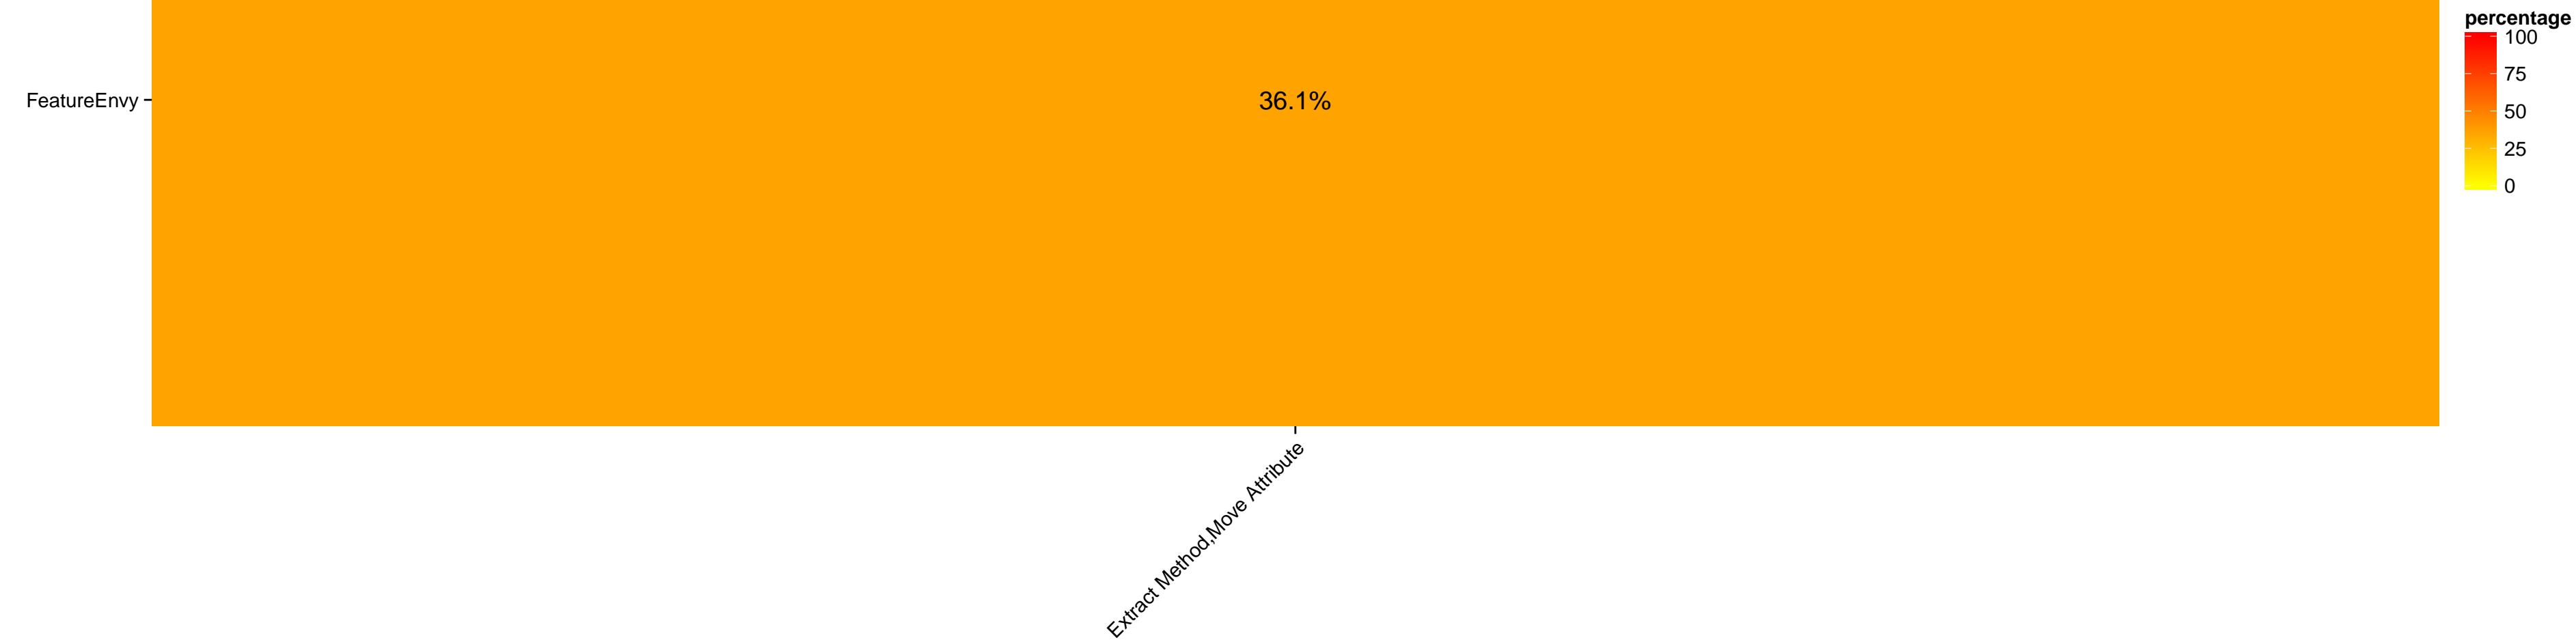 percentage
100
75
50
25
0
FeatureEnvy
36.1%
Extract Method,Move Attribute